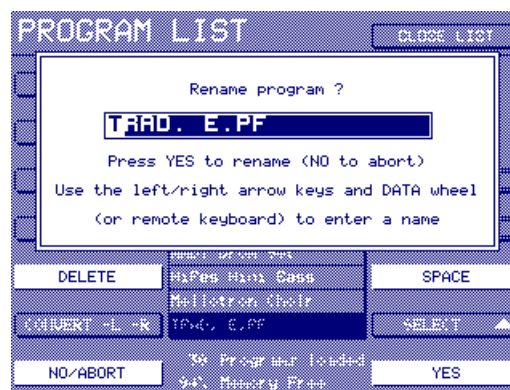 PROGRAM LIST
CLOSE LIST
Rename program ?
TRAD. E.PF
Press YES to rename (NO to abort)
Use the left/right arrow keys and DATA wheel
(or remote keyboard) to enter a name
DELETE
HiRes Mini Bass
SPACE
Mellotron Choir
CONVERT -L -R
TRAD. E.PF
SELECT
NO/ABORT
Programs loaded
94% Memory Free
YES